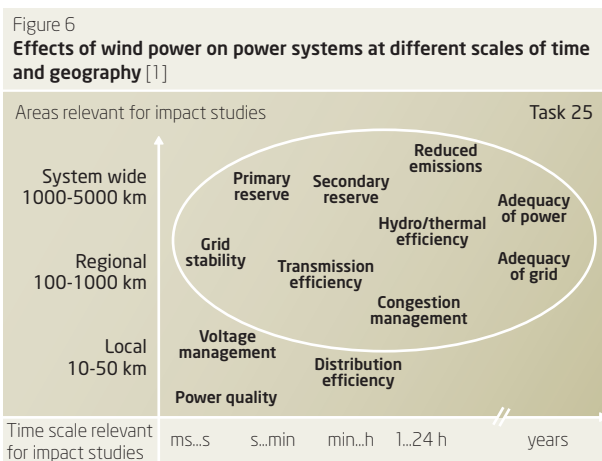 Figure 6
Effects of wind power on power systems at different scales of time
and geography [1]
Areas relevant for impact studies
Task 25
System wide
1000-5000 km
Regional
100-1000 km
Local
10-50 km
Reduced
emissions
Primary
reserve
Secondary
reserve
Adequacy
of power
Hydro/thermal
efficiency
Grid
stability
Transmission
efficiency
Adequacy
of grid
Congestion
management
Voltage
management
Distribution
efficiency
Power quality
Time scale relevant
for impact studies
ms...s
s...min
min...h
1...24 h
years